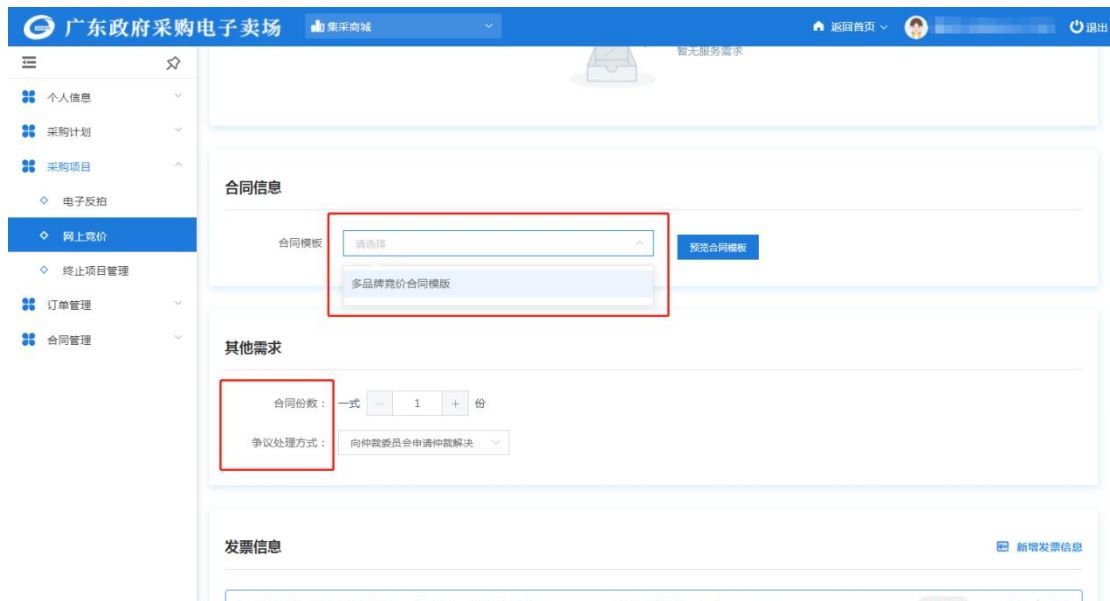 广东政府采购电子卖场 集采商城 返回首页 退出
暂无服务需求
个人信息
采购计划
采购项目
电子反拍
网上竞价
终止项目管理
订单管理
合同管理
合同信息
合同模板 请选择 预览合同模板
多品牌竞价合同模版
其他需求
合同份数： 一式 － 1 ＋ 份
争议处理方式： 向仲裁委员会申请仲裁解决
发票信息 新增发票信息